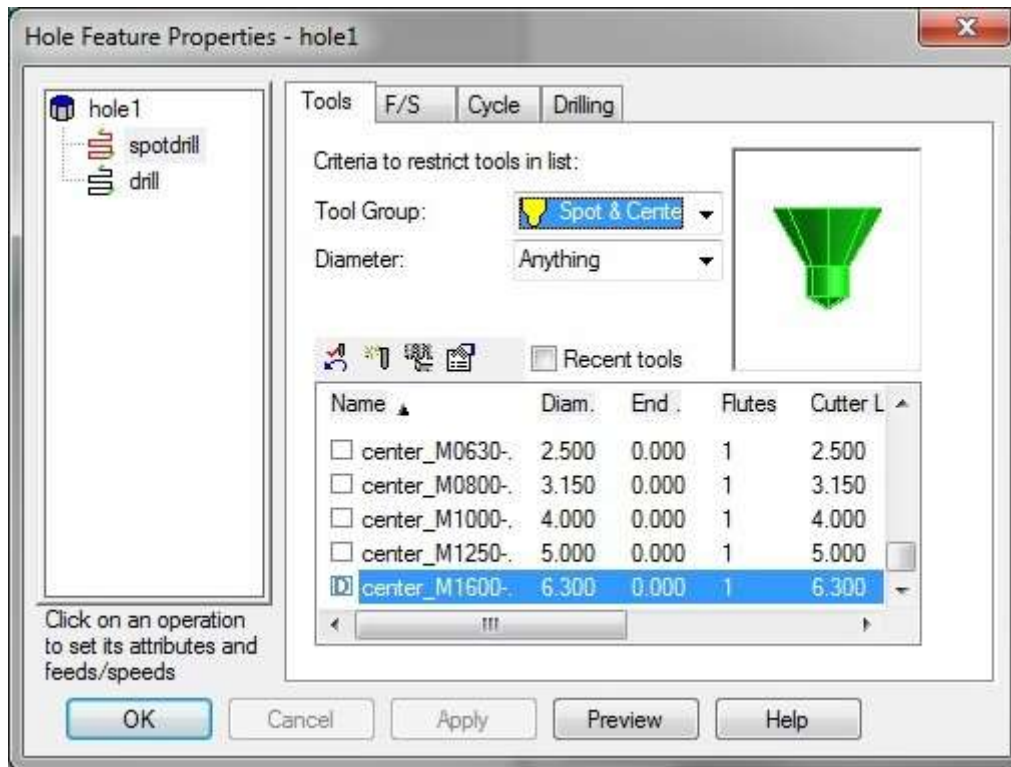 Hole Feature Properties - hole1
hole1
spotdrill
drill
Click on an operation
to set its attributes and
feeds/speeds
Tools F/S Cycle Drilling
Criteria to restrict tools in list:
Tool Group: Spot & Cente
Diameter: Anything
Recent tools
Name Diam. End . Flutes Cutter L
center_M0630-. 2.500 0.000 1 2.500
center_M0800-. 3.150 0.000 1 3.150
center_M1000-. 4.000 0.000 1 4.000
center_M1250-. 5.000 0.000 1 5.000
D center_M1600-. 6.300 0.000 1 6.300
OK Cancel Apply Preview Help